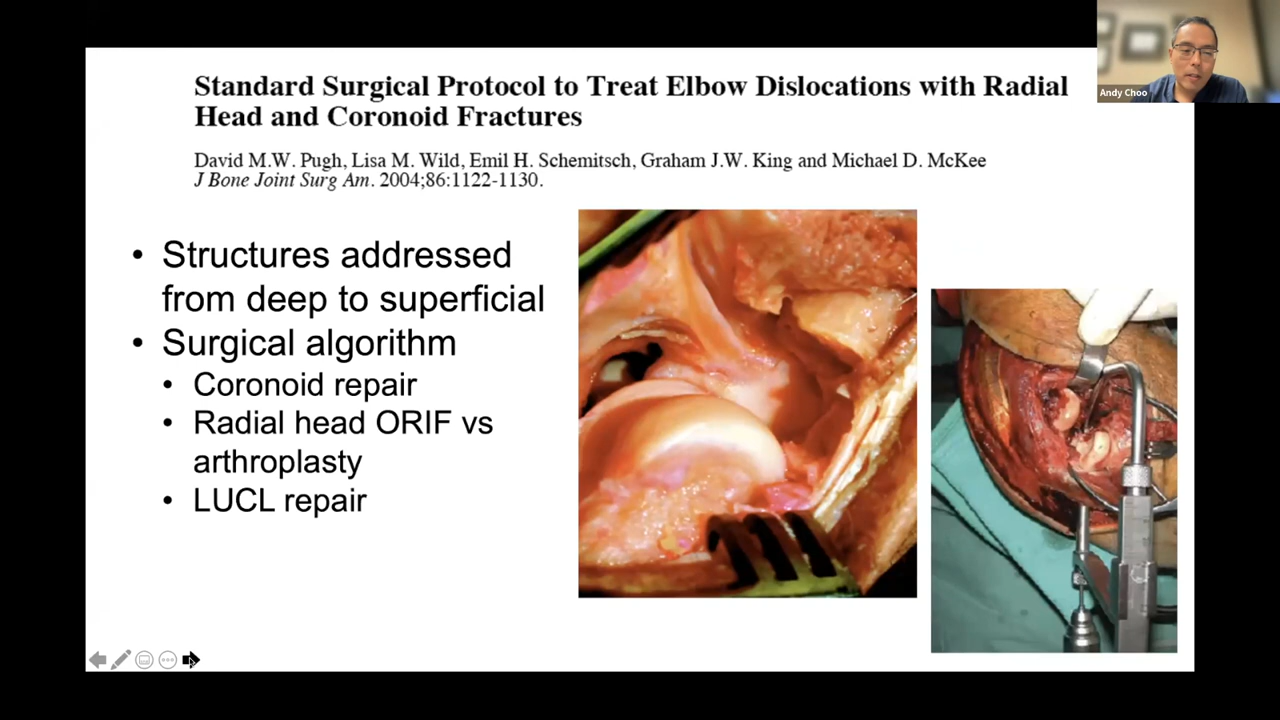 Standard Surgical Protocol to Treat Elbow Dislocations with Radial
Head and Coronoid Fractures
David M.W. Pugh, Lisa M. Wild, Emil H. Schemitsch, Graham J.W. King and Michael D. McKee
J Bone Joint Surg Am. 2004;86:1122-1130.
• Structures addressed
from deep to superficial
• Surgical algorithm
• Coronoid repair
• Radial head ORIF vs
arthroplasty
• LUCL repair
Andy Choo